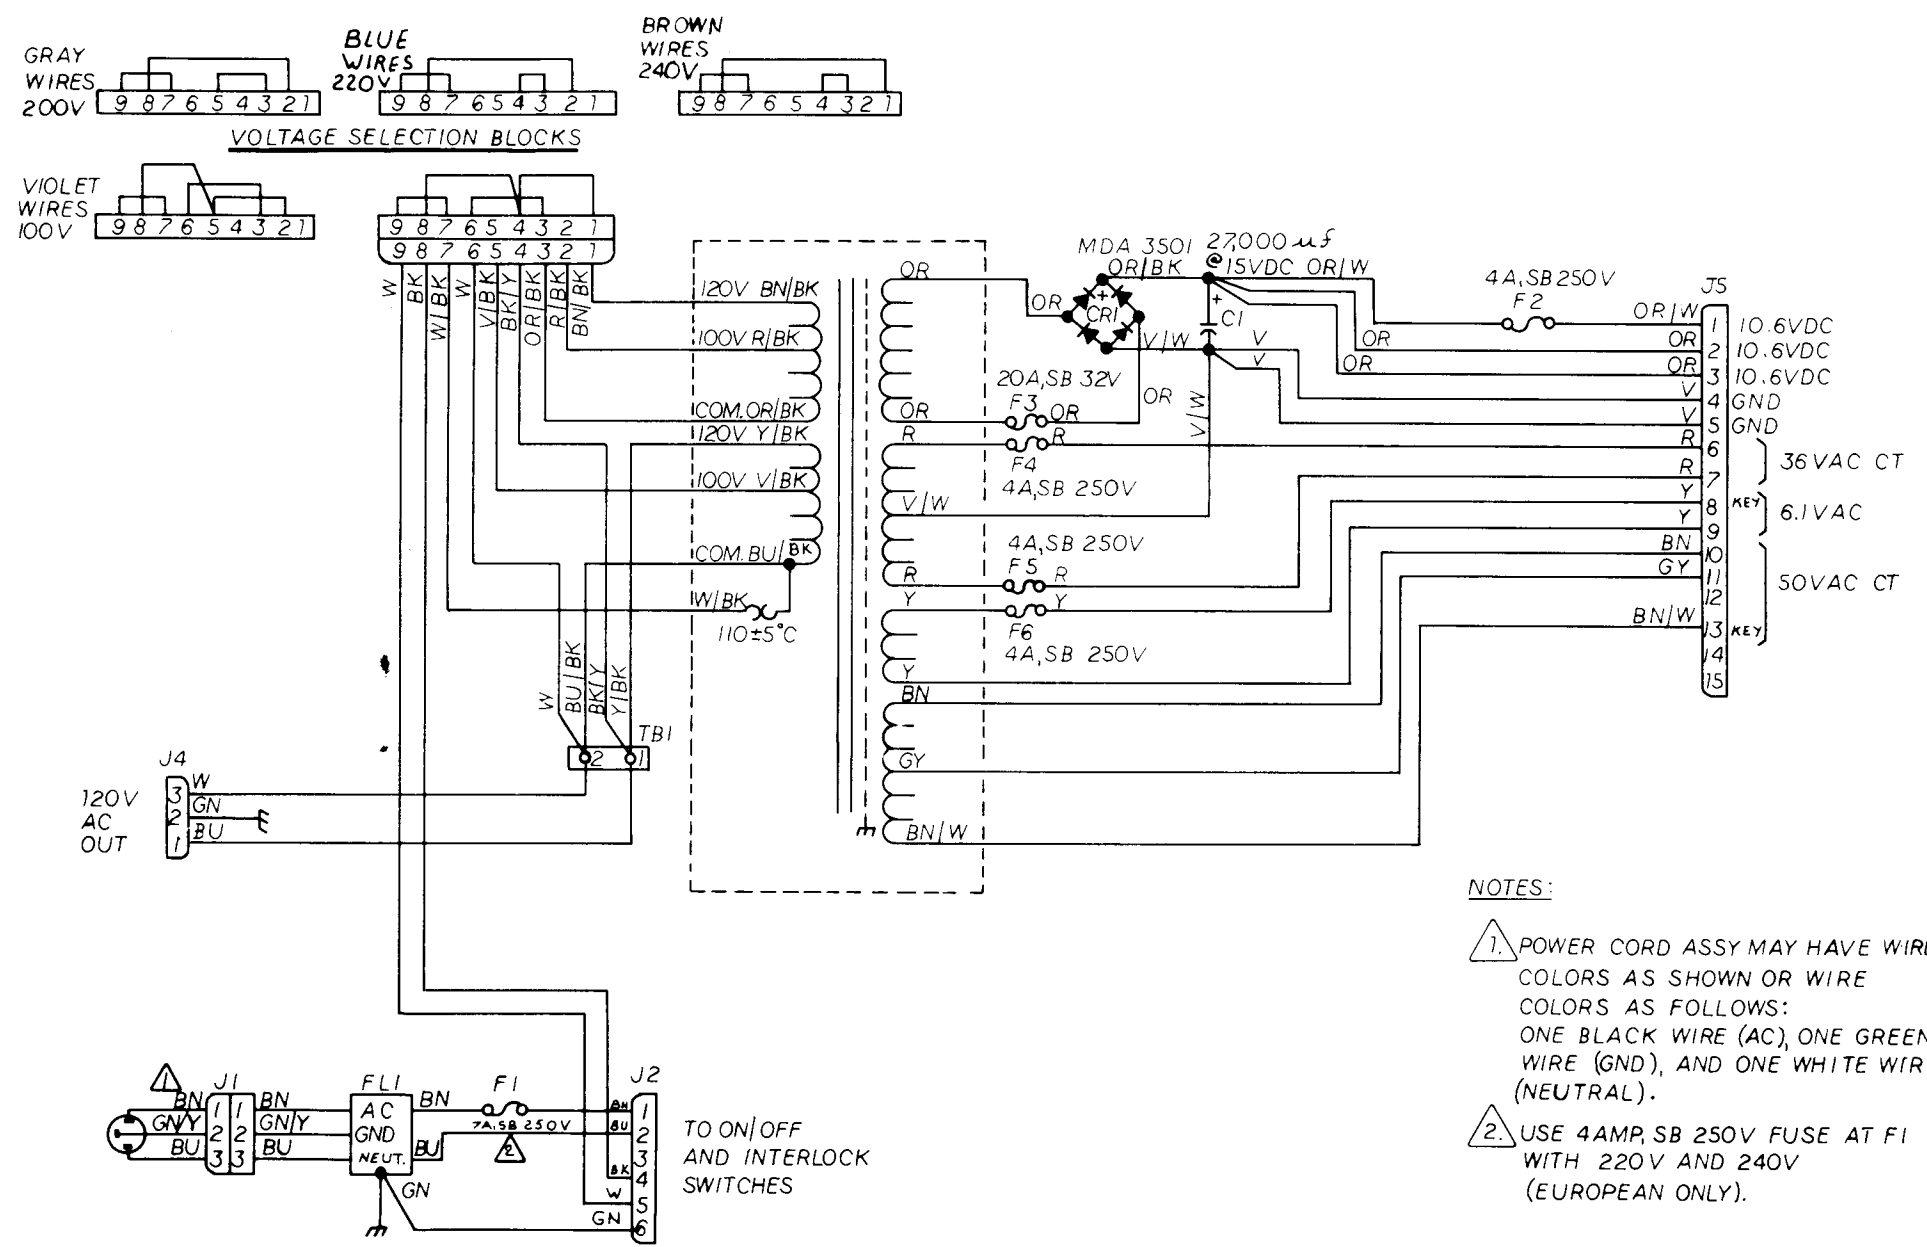 GRAY
WIRES
200V
9 8 7 6 5 4 3 2 1
BLUE
WIRES
220V
9 8 7 6 5 4 3 2 1
BROWN
WIRES
240V
9 8 7 6 5 4 3 2 1
VOLTAGE SELECTION BLOCKS
VIOLET
WIRES
100V
9 8 7 6 5 4 3 2 1
9 8 7 6 5 4 3 2 1
9 8 7 6 5 4 3 2 1
W
BK
W/BK
W
V/BK
BK/Y
OR/BK
R/BK
BN/BK
120V BN/BK
100V R/BK
COM. OR/BK
120V Y/BK
100V V/BK
COM. BU/BK
W/BK
110±5°C
W
BU/BK
BK/Y
Y/BK
TB1
2 1
OR
OR
R
V/W
R
Y
Y
BN
GY
BN/W
OR
MDA 3501
OR/BK
+
CR1
27,000 uf
@15VDC OR/W
+
C1
V/W
V
V
OR
V/W
20A, SB 32V
F3
OR
R
F4
4A, SB 250V
4A, SB 250V
F5
R
Y
F6
4A, SB 250V
4A, SB 250V
F2
OR
OR
J5
OR/W 1 10.6VDC
OR 2 10.6VDC
OR 3 10.6VDC
V 4 GND
V 5 GND
R 6
36VAC CT
R 7
Y 8 KEY
6.1VAC
Y 9
BN 10
GY 11
50VAC CT
12
BN/W 13 KEY
14
15
J4
120V
AC
OUT
3 W
2 GN
1 BU
NOTES:
1. POWER CORD ASSY MAY HAVE WIRE
COLORS AS SHOWN OR WIRE
COLORS AS FOLLOWS:
ONE BLACK WIRE (AC), ONE GREEN
WIRE (GND), AND ONE WHITE WIR
(NEUTRAL).
2. USE 4AMP, SB 250V FUSE AT F1
WITH 220V AND 240V
(EUROPEAN ONLY).
1
J1
BN 1 1 BN
GN/Y 2 2 GN/Y
BU 3 3 BU
FL1
AC
GND
NEUT.
BN
BU
GN
F1
7A, SB 250V
2
J2
BN 1
BU 2
3
BK 4
W 5
GN 6
TO ON/OFF
AND INTERLOCK
SWITCHES